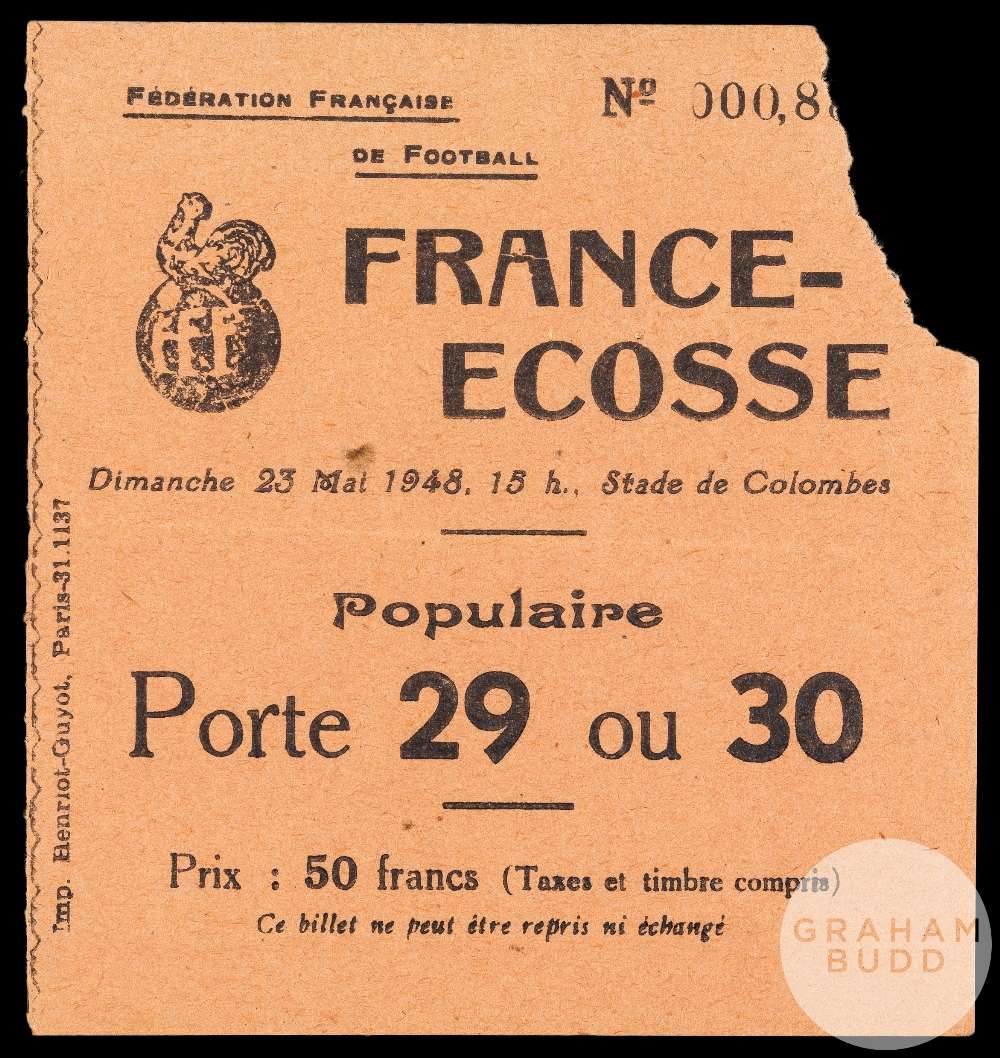 FÉDÉRATION FRANÇAISE
DE FOOTBALL
Nº 000,8
FRANCE-
ECOSSE
Dimanche 23 Mai 1948, 15 h., Stade de Colombes
Populaire
Porte 29 ou 30
Prix : 50 francs (Taxes et timbre compris)
Ce billet ne peut être repris ni échangé
Imp. Henriot-Guyot, Paris-31.1137
GRAHAM
BUDD